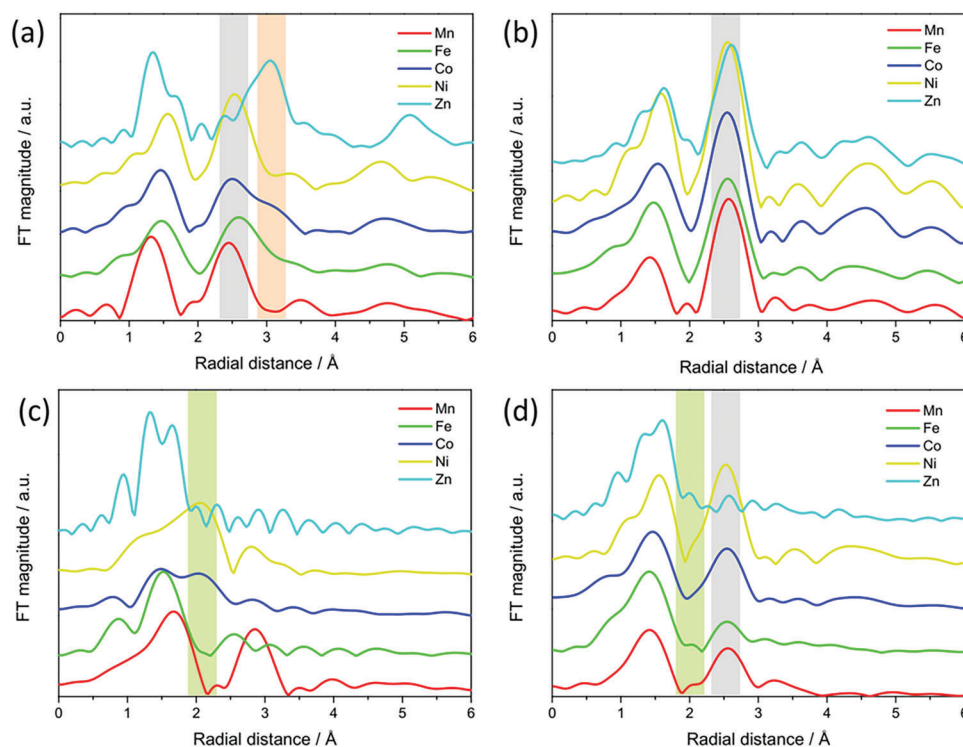 (a)
Mn
Fe
Co
Ni
Zn
FT magnitude / a.u.
0 1 2 3 4 5 6
Radial distance / Å
(b)
Mn
Fe
Co
Ni
Zn
FT magnitude / a.u.
0 1 2 3 4 5 6
Radial distance / Å
(c)
Mn
Fe
Co
Ni
Zn
FT magnitude / a.u.
0 1 2 3 4 5 6
Radial distance / Å
(d)
Mn
Fe
Co
Ni
Zn
FT magnitude / a.u.
0 1 2 3 4 5 6
Radial distance / Å